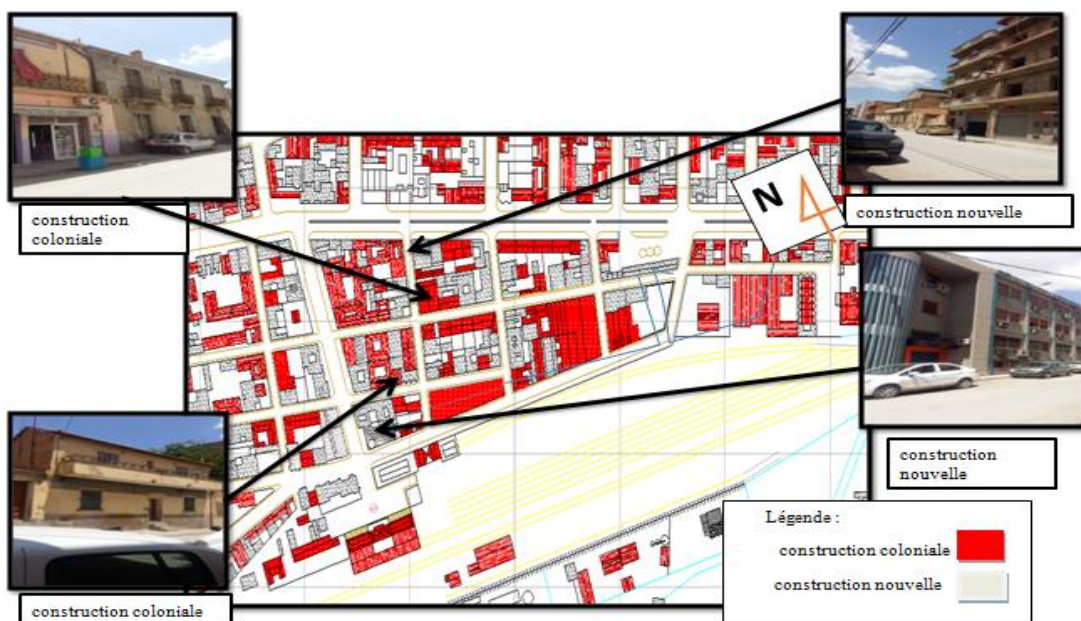 construction
coloniale
construction nouvelle
N
construction
nouvelle
construction coloniale
Légende :
construction coloniale
construction nouvelle